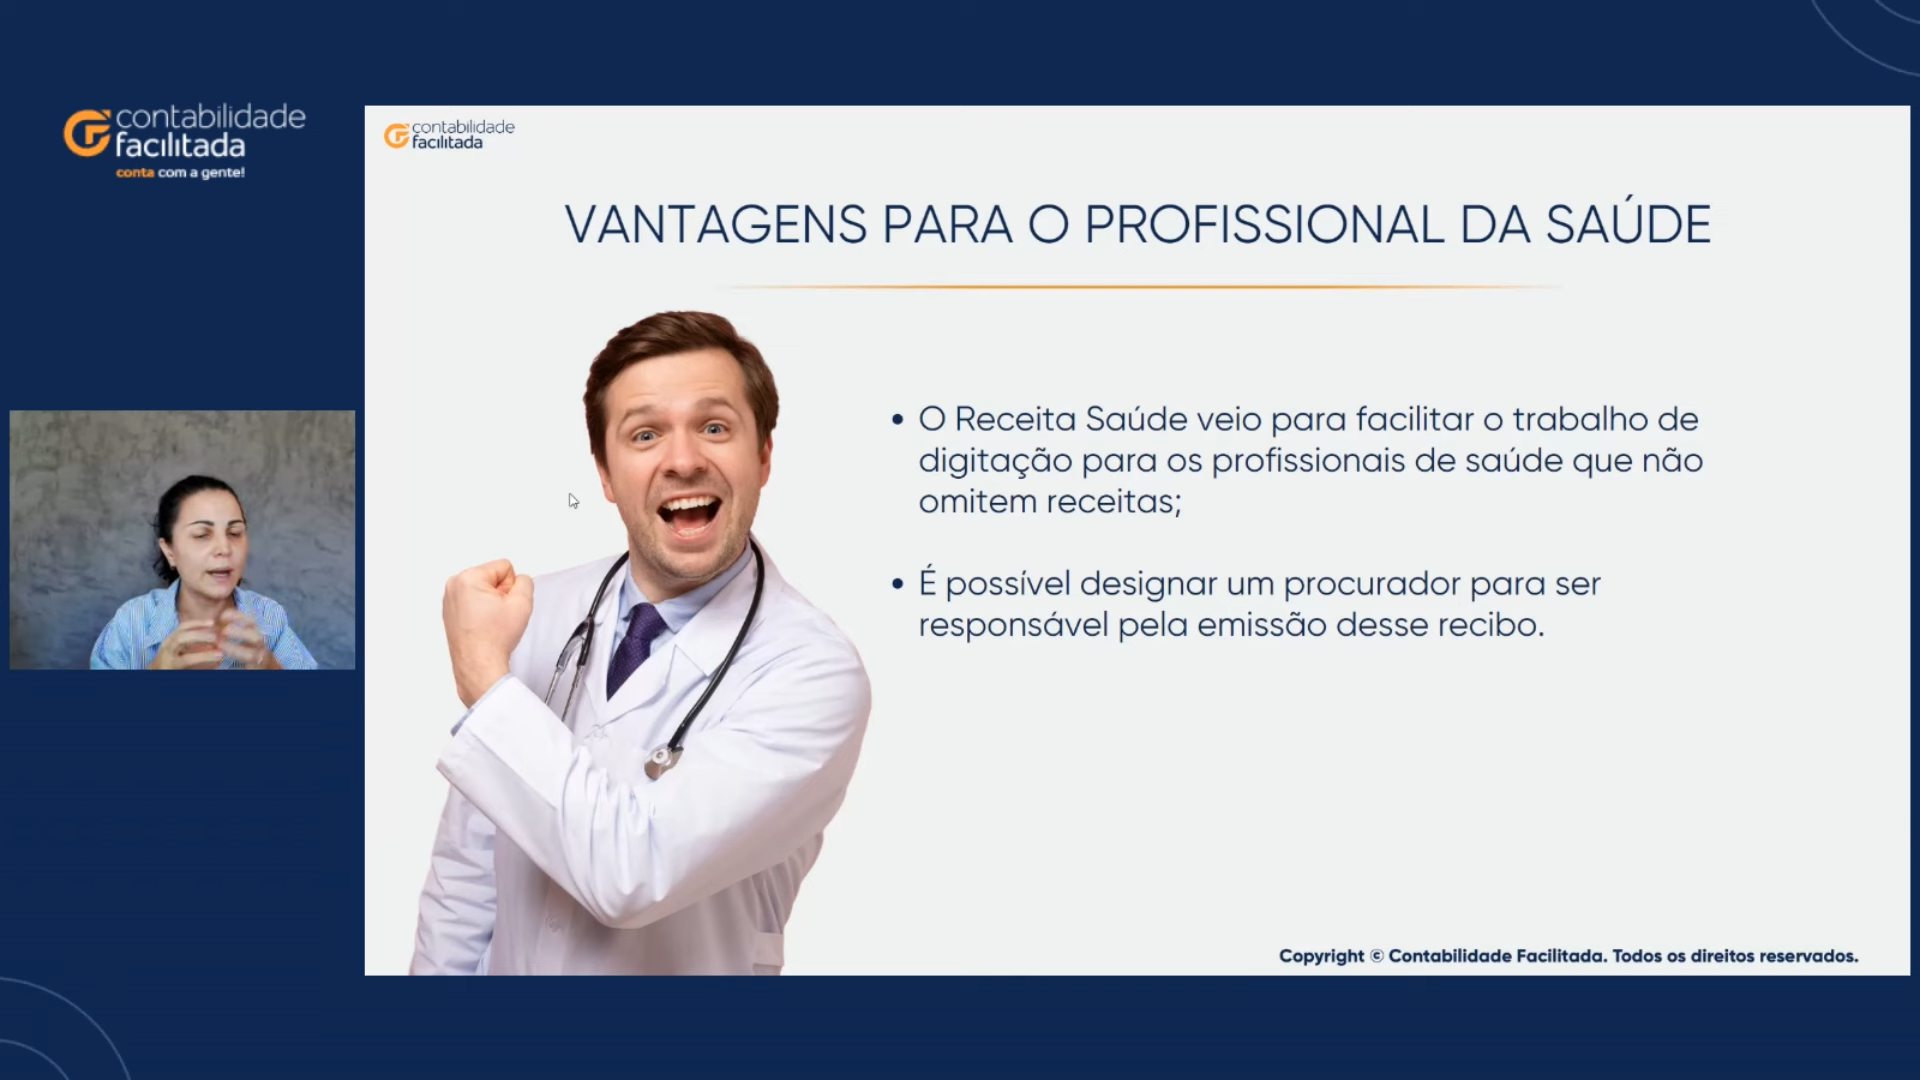 contabilidade
facilitada
conta com a gente!
contabilidade
facilitada
VANTAGENS PARA O PROFISSIONAL DA SAÚDE
• O Receita Saúde veio para facilitar o trabalho de
digitação para os profissionais de saúde que não
omitem receitas;
• É possível designar um procurador para ser
responsável pela emissão desse recibo.
Copyright © Contabilidade Facilitada. Todos os direitos reservados.